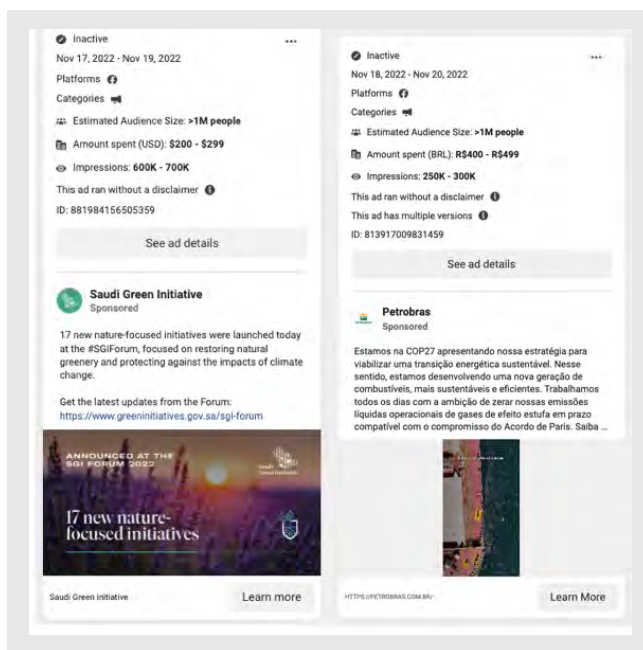 Inactive
Nov 17, 2022 - Nov 19, 2022
Platforms
Categories
Estimated Audience Size: >1M people
Amount spent (USD): $200 - $299
Impressions: 600K - 700K
This ad ran without a disclaimer
ID: 881984156505359
See ad details
Saudi Green Initiative
Sponsored
17 new nature-focused initiatives were launched today
at the #SGIForum, focused on restoring natural
greenery and protecting against the impacts of climate
change.
Get the latest updates from the Forum:
https://www.greeninitiatives.gov.sa/sgi-forum
ANNOUNCED AT THE
SGI FORUM 2022
Saudi
Green Initiative
17 new nature-
focused initiatives
Saudi Green Initiative
Learn more
Inactive
Nov 18, 2022 - Nov 20, 2022
Platforms
Categories
Estimated Audience Size: >1M people
Amount spent (BRL): R$400 - R$499
Impressions: 250K - 300K
This ad ran without a disclaimer
This ad has multiple versions
ID: 813917009831459
See ad details
Petrobras
Sponsored
Estamos na COP27 apresentando nossa estratégia para
viabilizar uma transição energética sustentável. Nesse
sentido, estamos desenvolvendo uma nova geração de
combustíveis, mais sustentáveis e eficientes. Trabalhamos
todos os dias com a ambição de zerar nossas emissões
líquidas operacionais de gases de efeito estufa em prazo
compatível com o compromisso do Acordo de Paris. Saiba ...
HTTPS://PETROBRAS.COM.BR/
Learn More